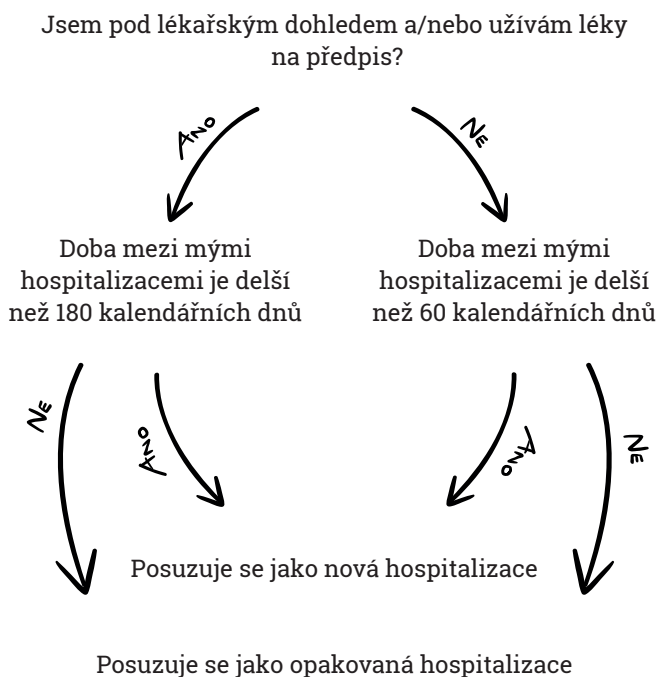 Jsem pod lékařským dohledem a/nebo užívám léky
na předpis?
ANO
NE
Doba mezi mými
hospitalizacemi je delší
než 180 kalendářních dnů
Doba mezi mými
hospitalizacemi je delší
než 60 kalendářních dnů
NE
ANO
ANO
NE
Posuzuje se jako nová hospitalizace
Posuzuje se jako opakovaná hospitalizace